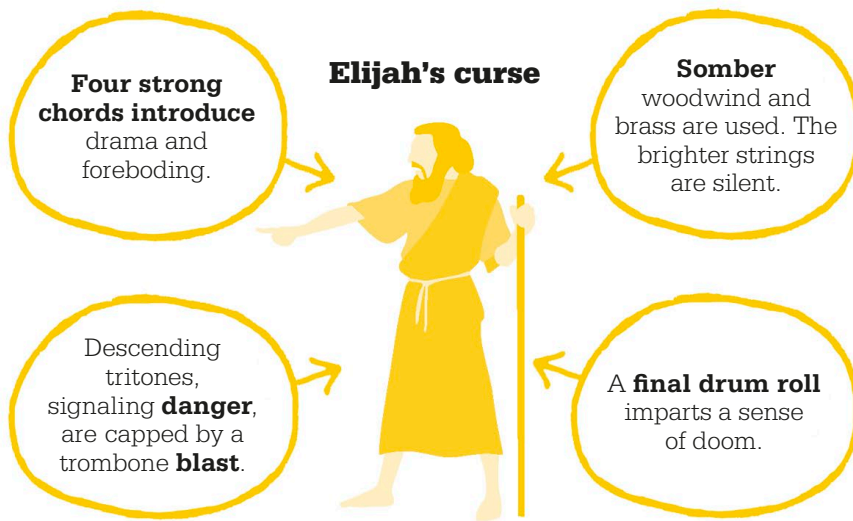 Elijah's curse
Four strong
chords introduce
drama and
foreboding.
Somber
woodwind and
brass are used. The
brighter strings
are silent.
Descending
tritones,
signaling danger,
are capped by a
trombone blast.
A final drum roll
imparts a sense
of doom.